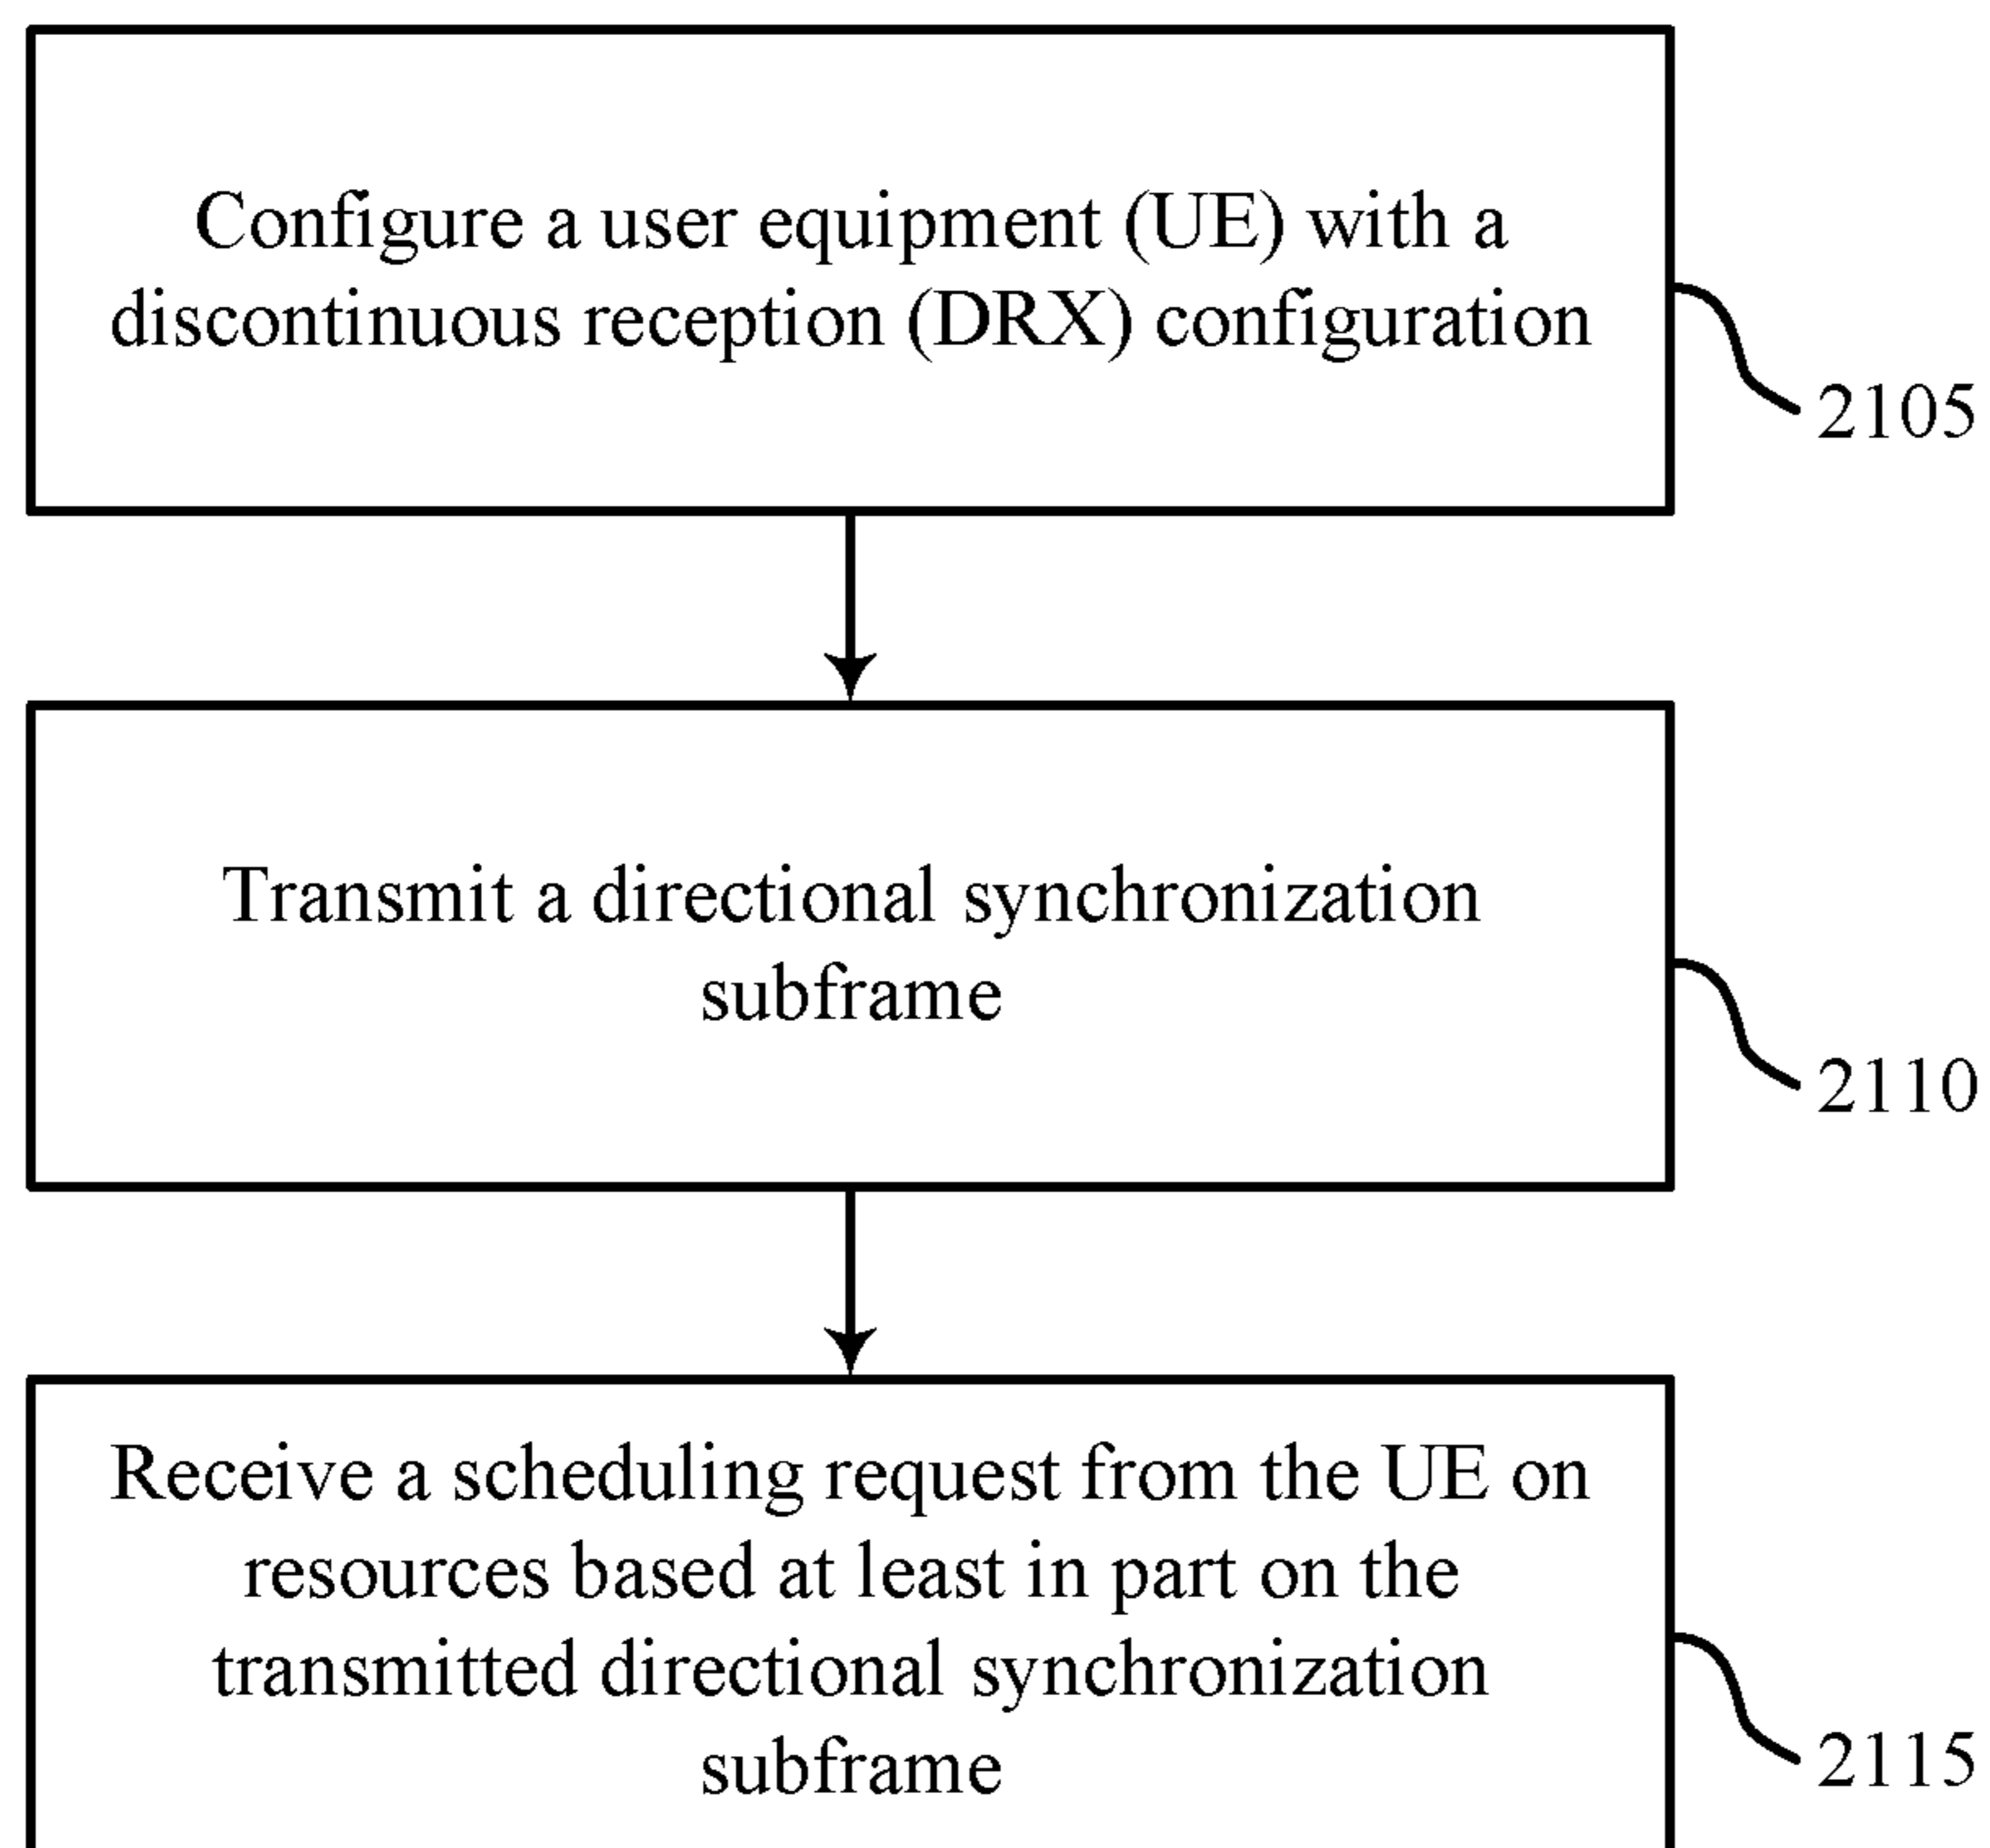 Configure a user equipment (UE) with a
discontinuous reception (DRX) configuration
2105
Transmit a directional synchronization
subframe
2110
Receive a scheduling request from the UE on
resources based at least in part on the
transmitted directional synchronization
subframe
2115